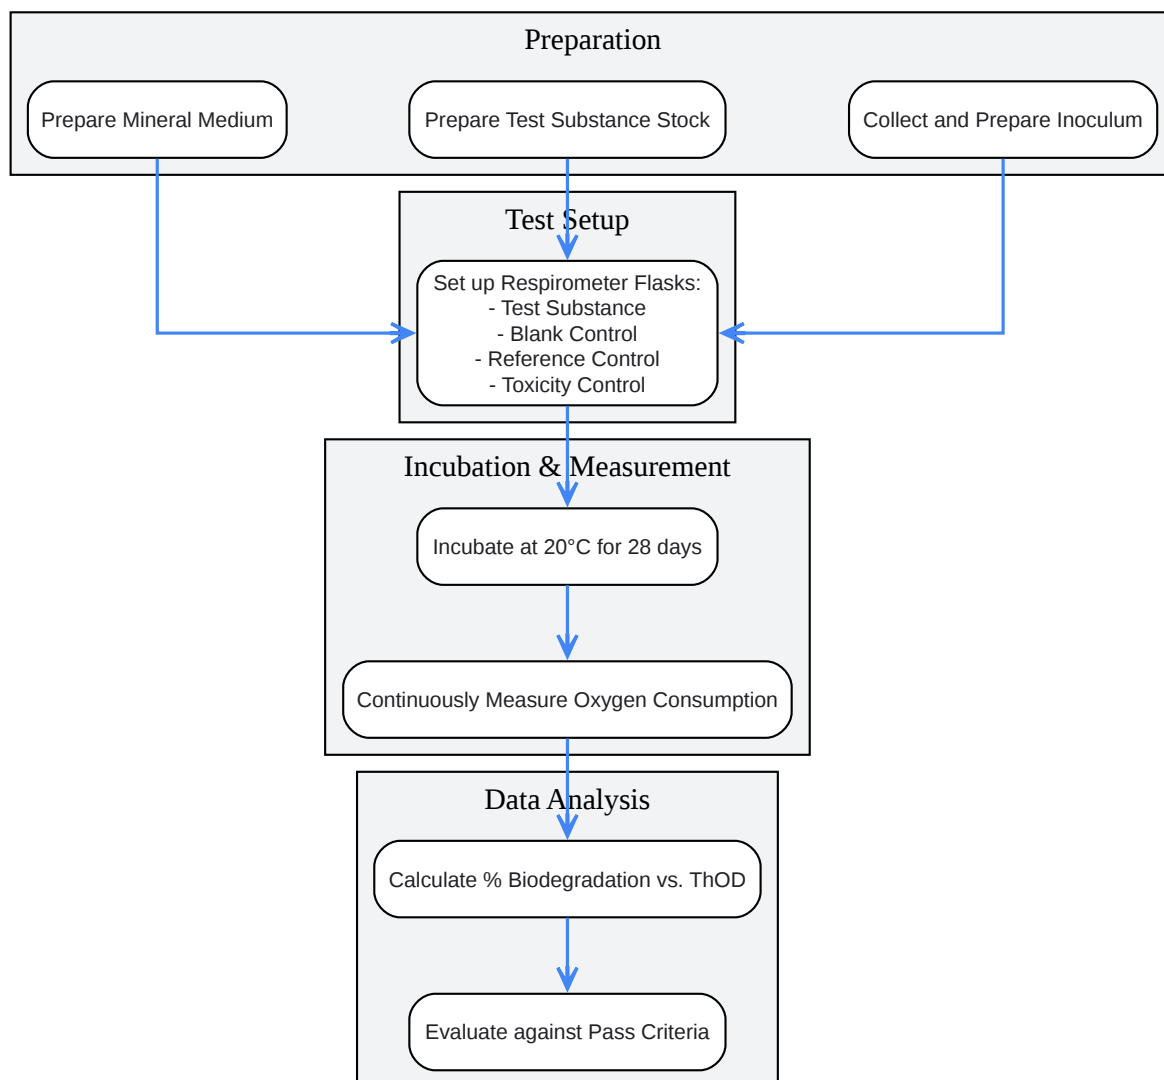 Preparation
Prepare Mineral Medium
Prepare Test Substance Stock
Collect and Prepare Inoculum
Test Setup
Set up Respirometer Flasks:
- Test Substance
- Blank Control
- Reference Control
- Toxicity Control
Incubation & Measurement
Incubate at 20°C for 28 days
Continuously Measure Oxygen Consumption
Data Analysis
Calculate % Biodegradation vs. ThOD
Evaluate against Pass Criteria